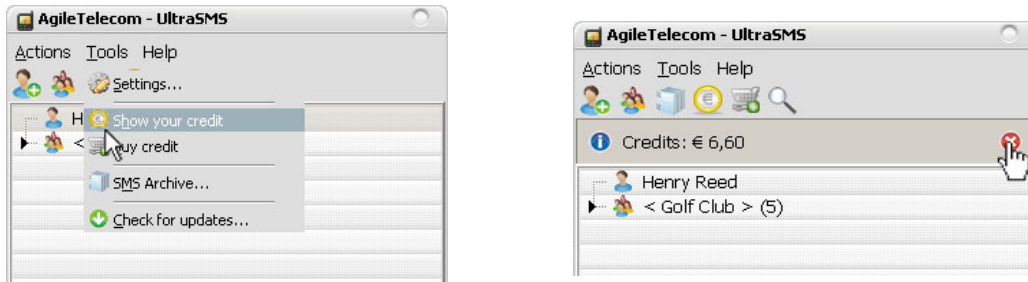 AgileTelecom - UltraSMS
Actions Tools Help
Settings...
H Show your credit
< uy credit
SMS Archive...
Check for updates...
AgileTelecom - UltraSMS
Actions Tools Help
Credits: € 6,60
Henry Reed
< Golf Club > (5)